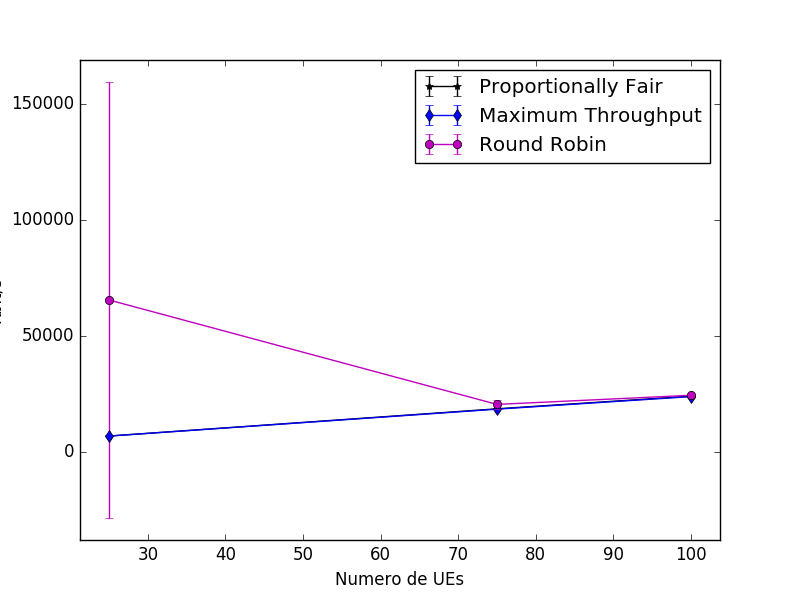 Proportionally Fair
Maximum Throughput
Round Robin
150000
100000
50000
0
30 40 50 60 70 80 90 100
Numero de UEs